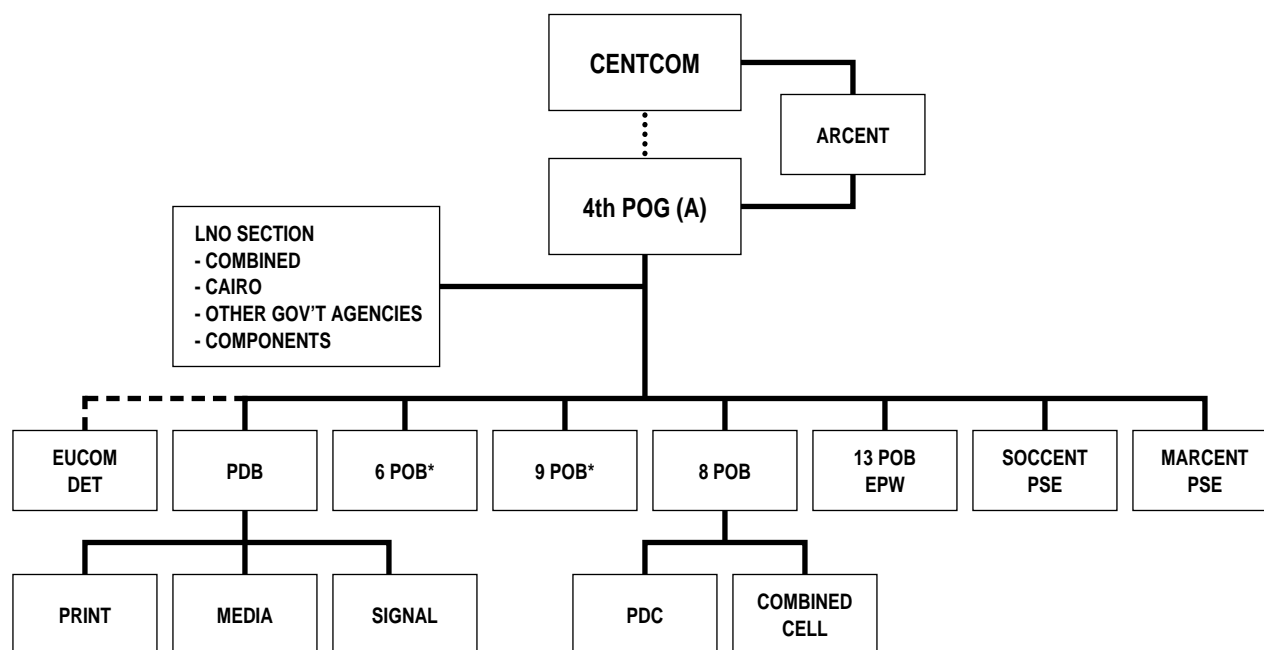 CENTCOM
ARCENT
4th POG (A)
LNO SECTION
- COMBINED
- CAIRO
- OTHER GOV’T AGENCIES
- COMPONENTS
EUCOM
DET
PDB
6 POB*
9 POB*
8 POB
13 POB
EPW
SOCCENT
PSE
MARCENT
PSE
PRINT
MEDIA
SIGNAL
PDC
COMBINED
CELL